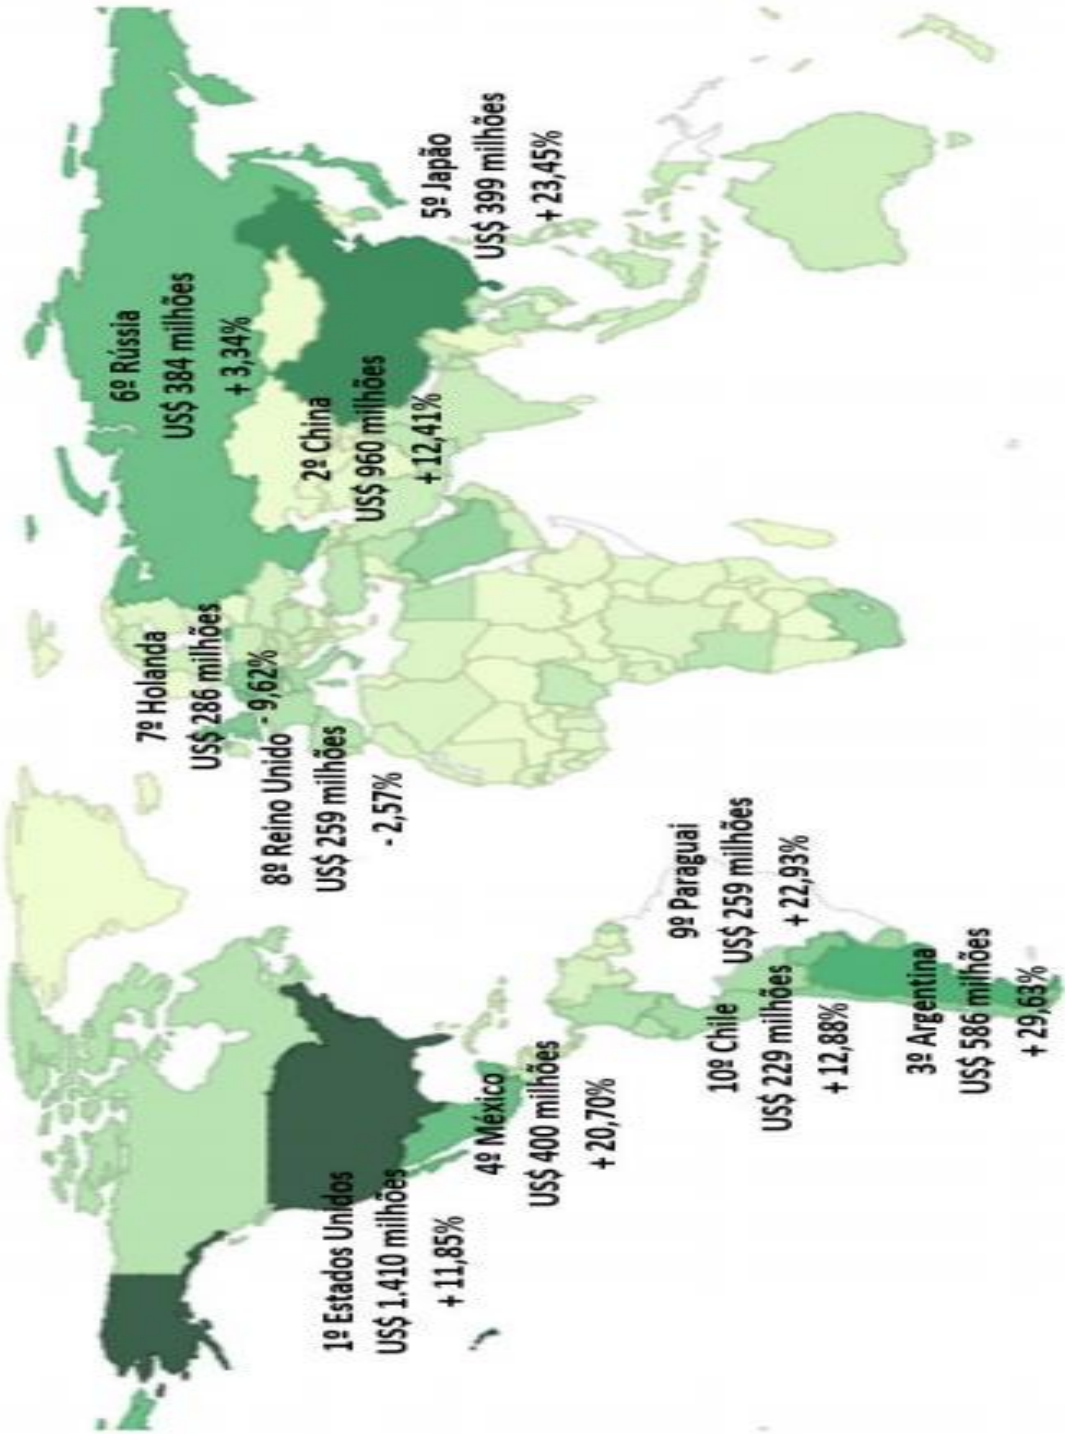 1º Estados Unidos
US$ 1.410 milhões
+ 11,85%
2º China
US$ 960 milhões
+ 12,41%
3º Argentina
US$ 586 milhões
+ 29,63%
4º México
US$ 400 milhões
+ 20,70%
5º Japão
US$ 399 milhões
+ 23,45%
6º Rússia
US$ 384 milhões
+ 3,34%
7º Holanda
US$ 286 milhões
- 9,62%
8º Reino Unido
US$ 259 milhões
- 2,57%
9º Paraguai
US$ 259 milhões
+ 22,93%
10º Chile
US$ 229 milhões
+ 12,88%